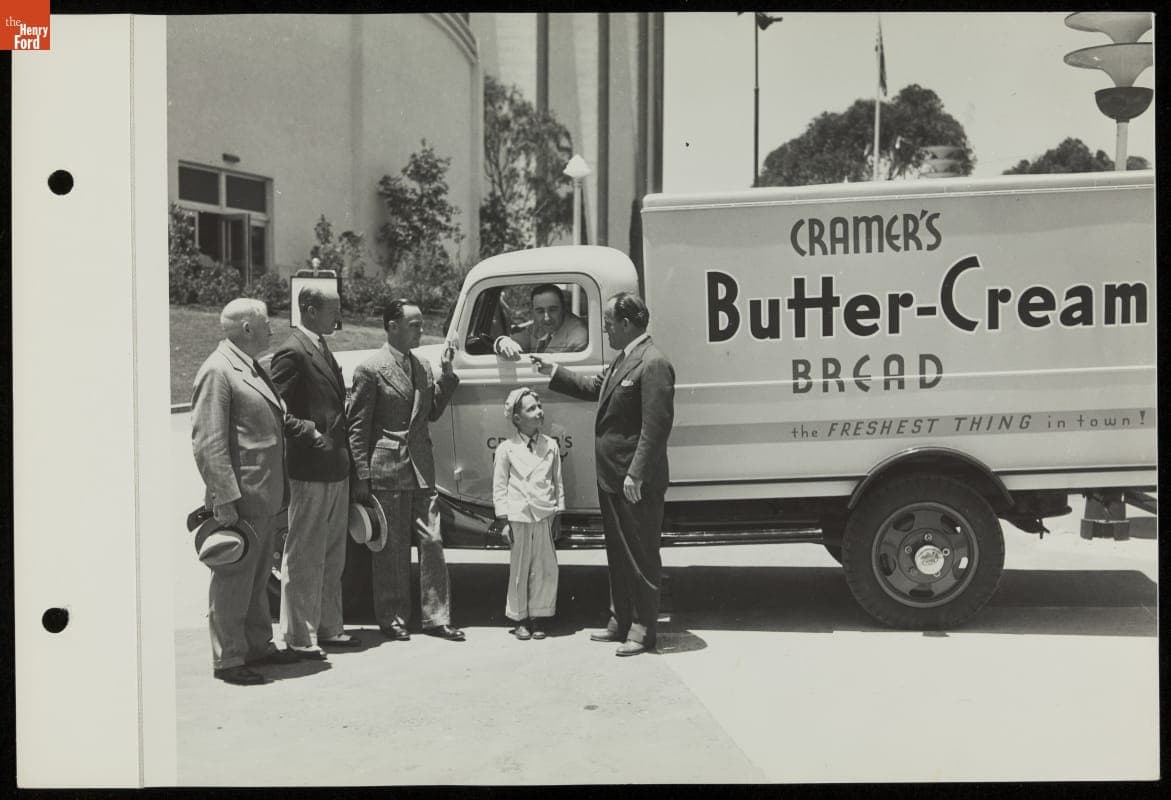 the
Henry
Ford
CRAMER'S
Butter-Cream
BREAD
the FRESHEST THING in town!